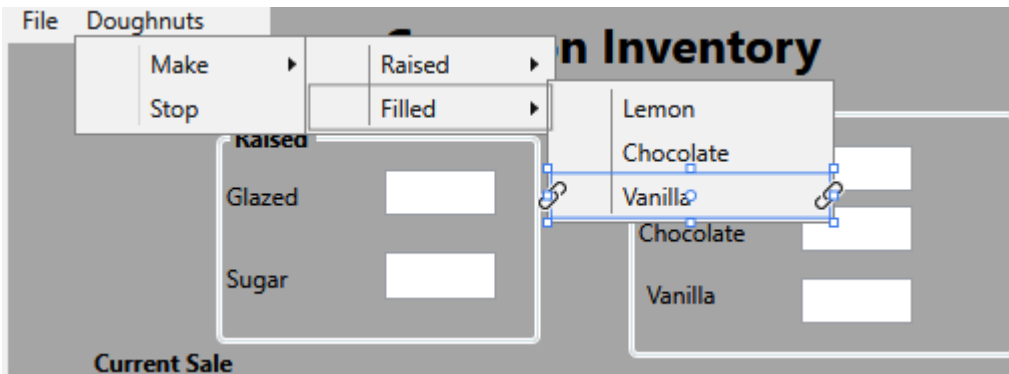 File Doughnuts
n Inventory
Make Raised
Stop Filled Lemon
Raised Chocolate
Glazed Vanilla
Chocolate
Sugar Vanilla
Current Sale